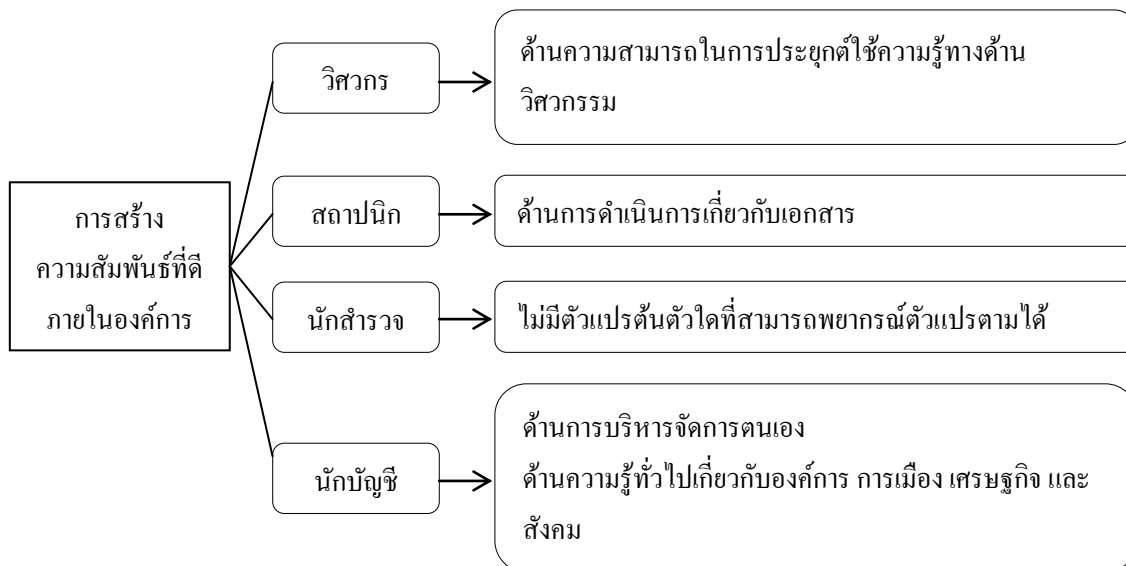 การสร้าง
ความสัมพันธ์ที่ดี
ภายในองค์การ
วิศวกร
ด้านความสามารถในการประยุกต์ใช้ความรู้ทางด้าน
วิศวกรรม
สถาปนิก
ด้านการดำเนินการเกี่ยวกับเอกสาร
นักสำรวจ
ไม่มีตัวแปรต้นตัวใดที่สามารถพยากรณ์ตัวแปรตามได้
นักบัญชี
ด้านการบริหารจัดการตนเอง
ด้านความรู้ทั่วไปเกี่ยวกับองค์การ การเมือง เศรษฐกิจ และ
สังคม